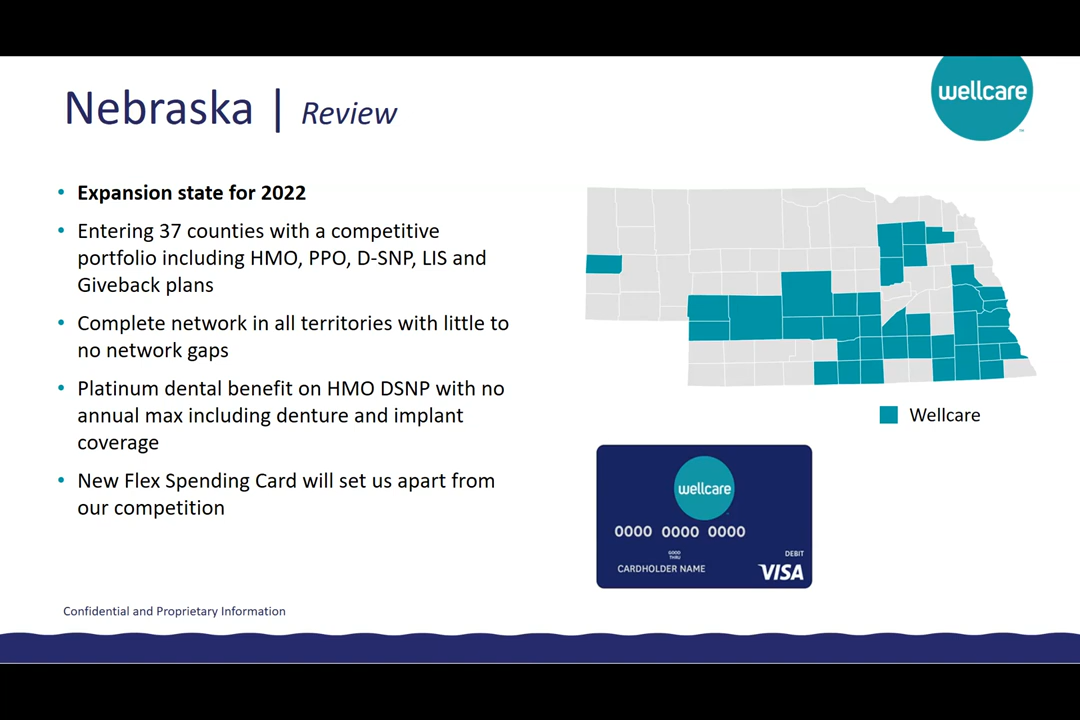 Nebraska | Review
wellcare
™
• Expansion state for 2022
• Entering 37 counties with a competitive
portfolio including HMO, PPO, D-SNP, LIS and
Giveback plans
• Complete network in all territories with little to
no network gaps
• Platinum dental benefit on HMO DSNP with no
annual max including denture and implant
coverage
• New Flex Spending Card will set us apart from
our competition
Wellcare
wellcare
0000 0000 0000
GOOD
THRU
DEBIT
CARDHOLDER NAME
VISA
Confidential and Proprietary Information